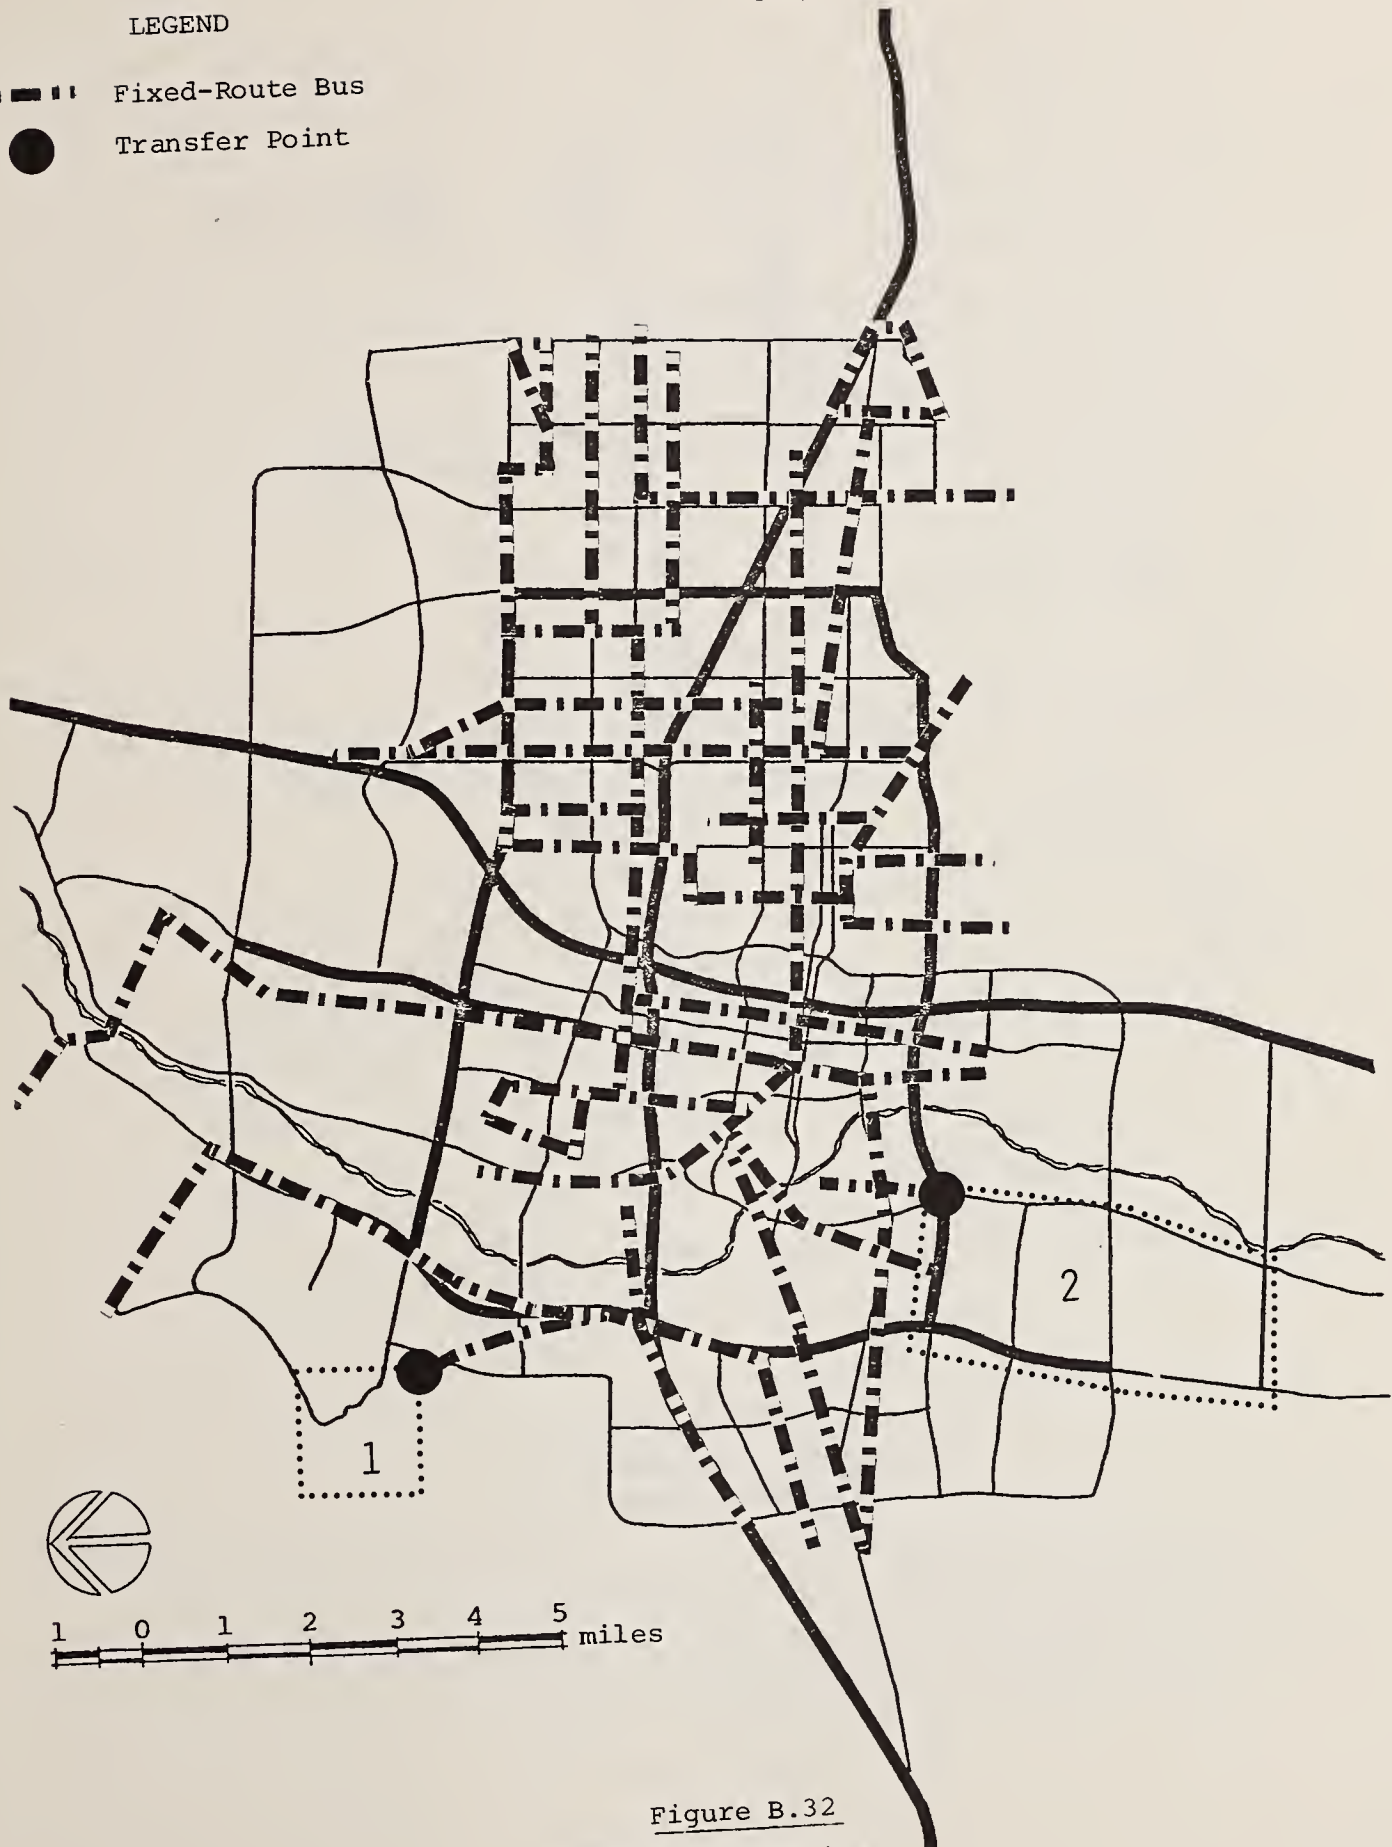 LEGEND
Fixed-Route Bus
Transfer Point
2
1
1 0 1 2 3 4 5 miles
Figure B.32